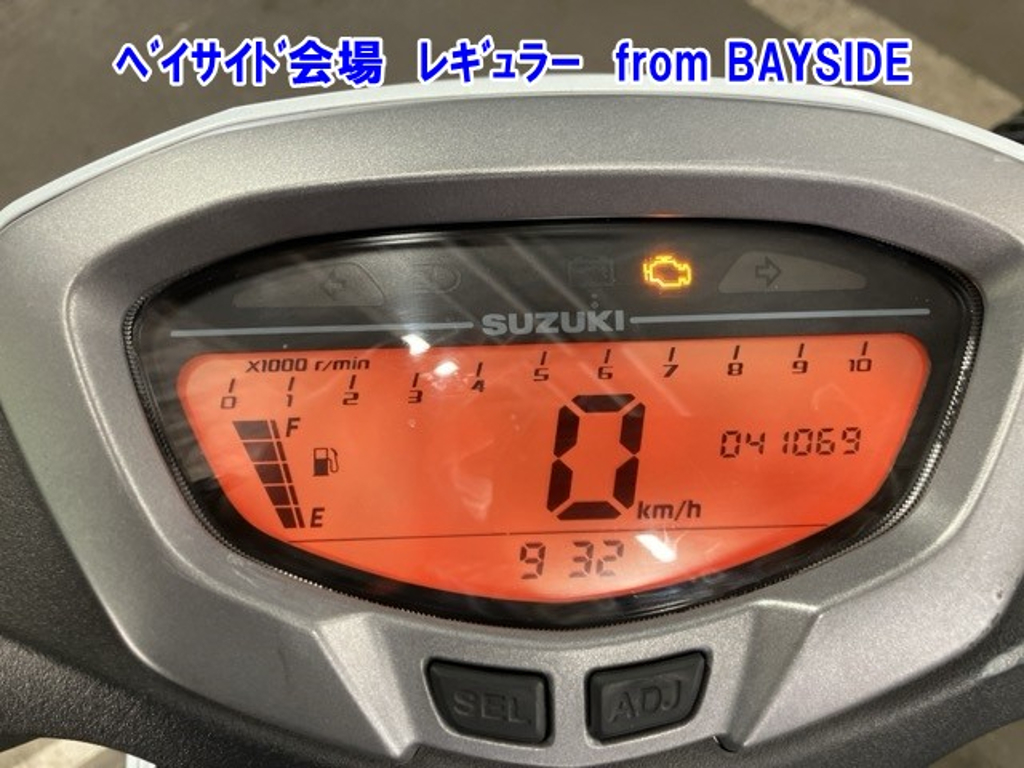 ﾍﾞｲｻｲﾄﾞ会場　ﾚｷﾞｭﾗｰ　from BAYSIDE
SUZUKI
X1000 r/min
0 1 2 3 4 5 6 7 8 9 10
F
E
0 km/h
041069
9 32
SEL ADJ